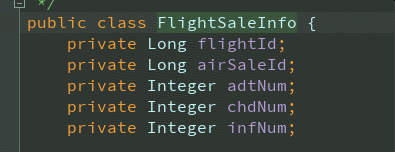 */
public class FlightSaleInfo {
private Long flightId;
private Long airSaleId;
private Integer adtNum;
private Integer chdNum;
private Integer infNum;